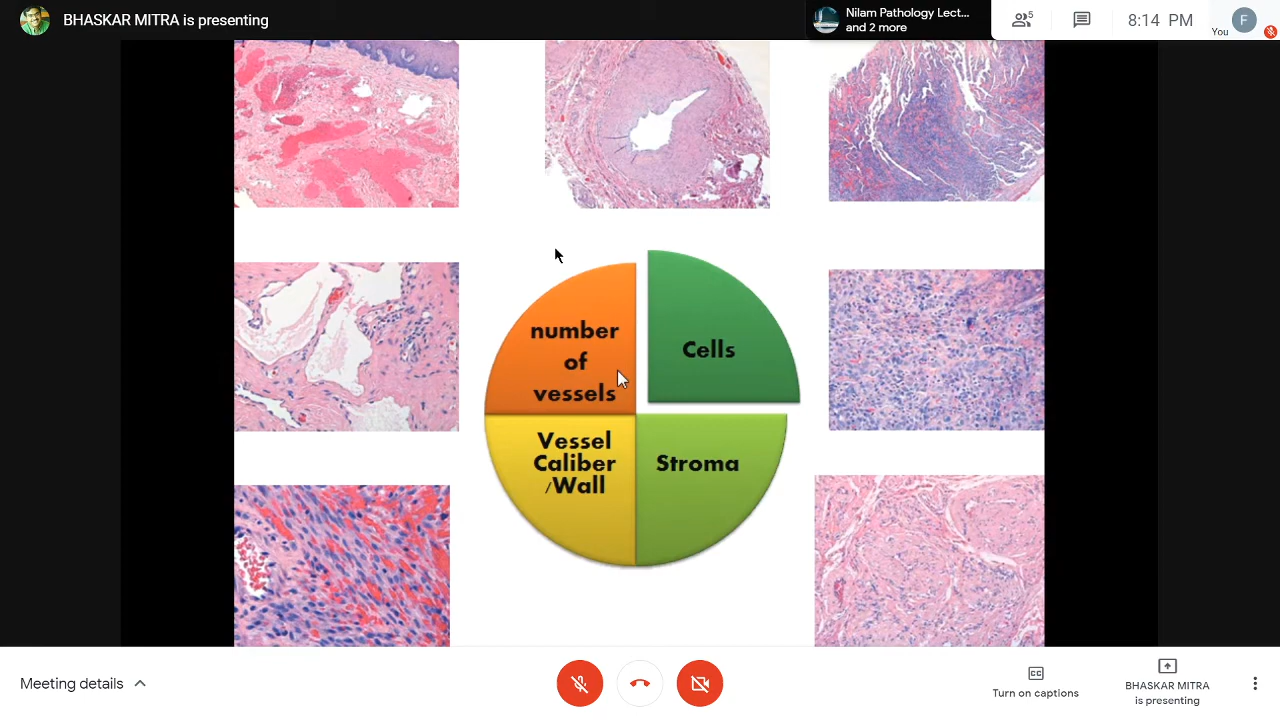 BHASKAR MITRA is presenting
Nilam Pathology Lect...
and 2 more
5
8:14 PM
You
F
number
of
vessels
Cells
Vessel
Caliber
/Wall
Stroma
Meeting details
CC
Turn on captions
BHASKAR MITRA
is presenting